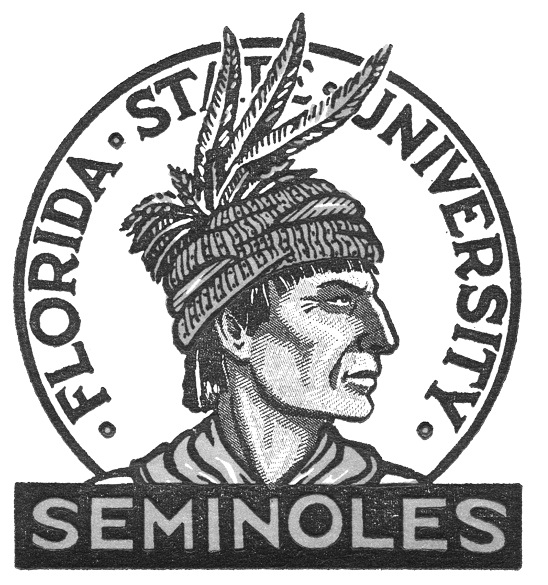 • FLORIDA • STATE • UNIVERSITY •
SEMINOLES